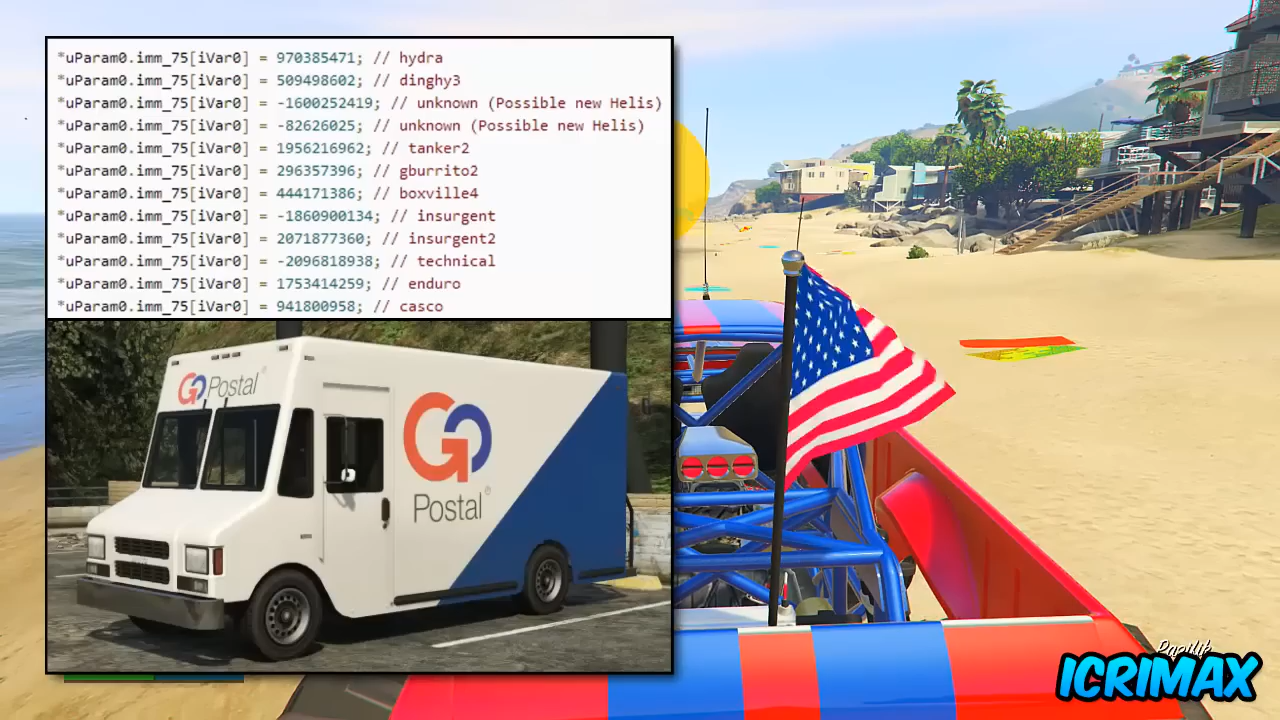 *uParam0.imm_75[iVar0] = 970385471; // hydra
*uParam0.imm_75[iVar0] = 509498602; // dinghy3
*uParam0.imm_75[iVar0] = -1600252419; // unknown (Possible new Helis)
*uParam0.imm_75[iVar0] = -82626025; // unknown (Possible new Helis)
*uParam0.imm_75[iVar0] = 1956216962; // tanker2
*uParam0.imm_75[iVar0] = 296357396; // gburrito2
*uParam0.imm_75[iVar0] = 444171386; // boxville4
*uParam0.imm_75[iVar0] = -1860900134; // insurgent
*uParam0.imm_75[iVar0] = 2071877360; // insurgent2
*uParam0.imm_75[iVar0] = -2096818938; // technical
*uParam0.imm_75[iVar0] = 1753414259; // enduro
*uParam0.imm_75[iVar0] = 941800958; // casco
GO Postal
GO
Postal
ICRIMAX